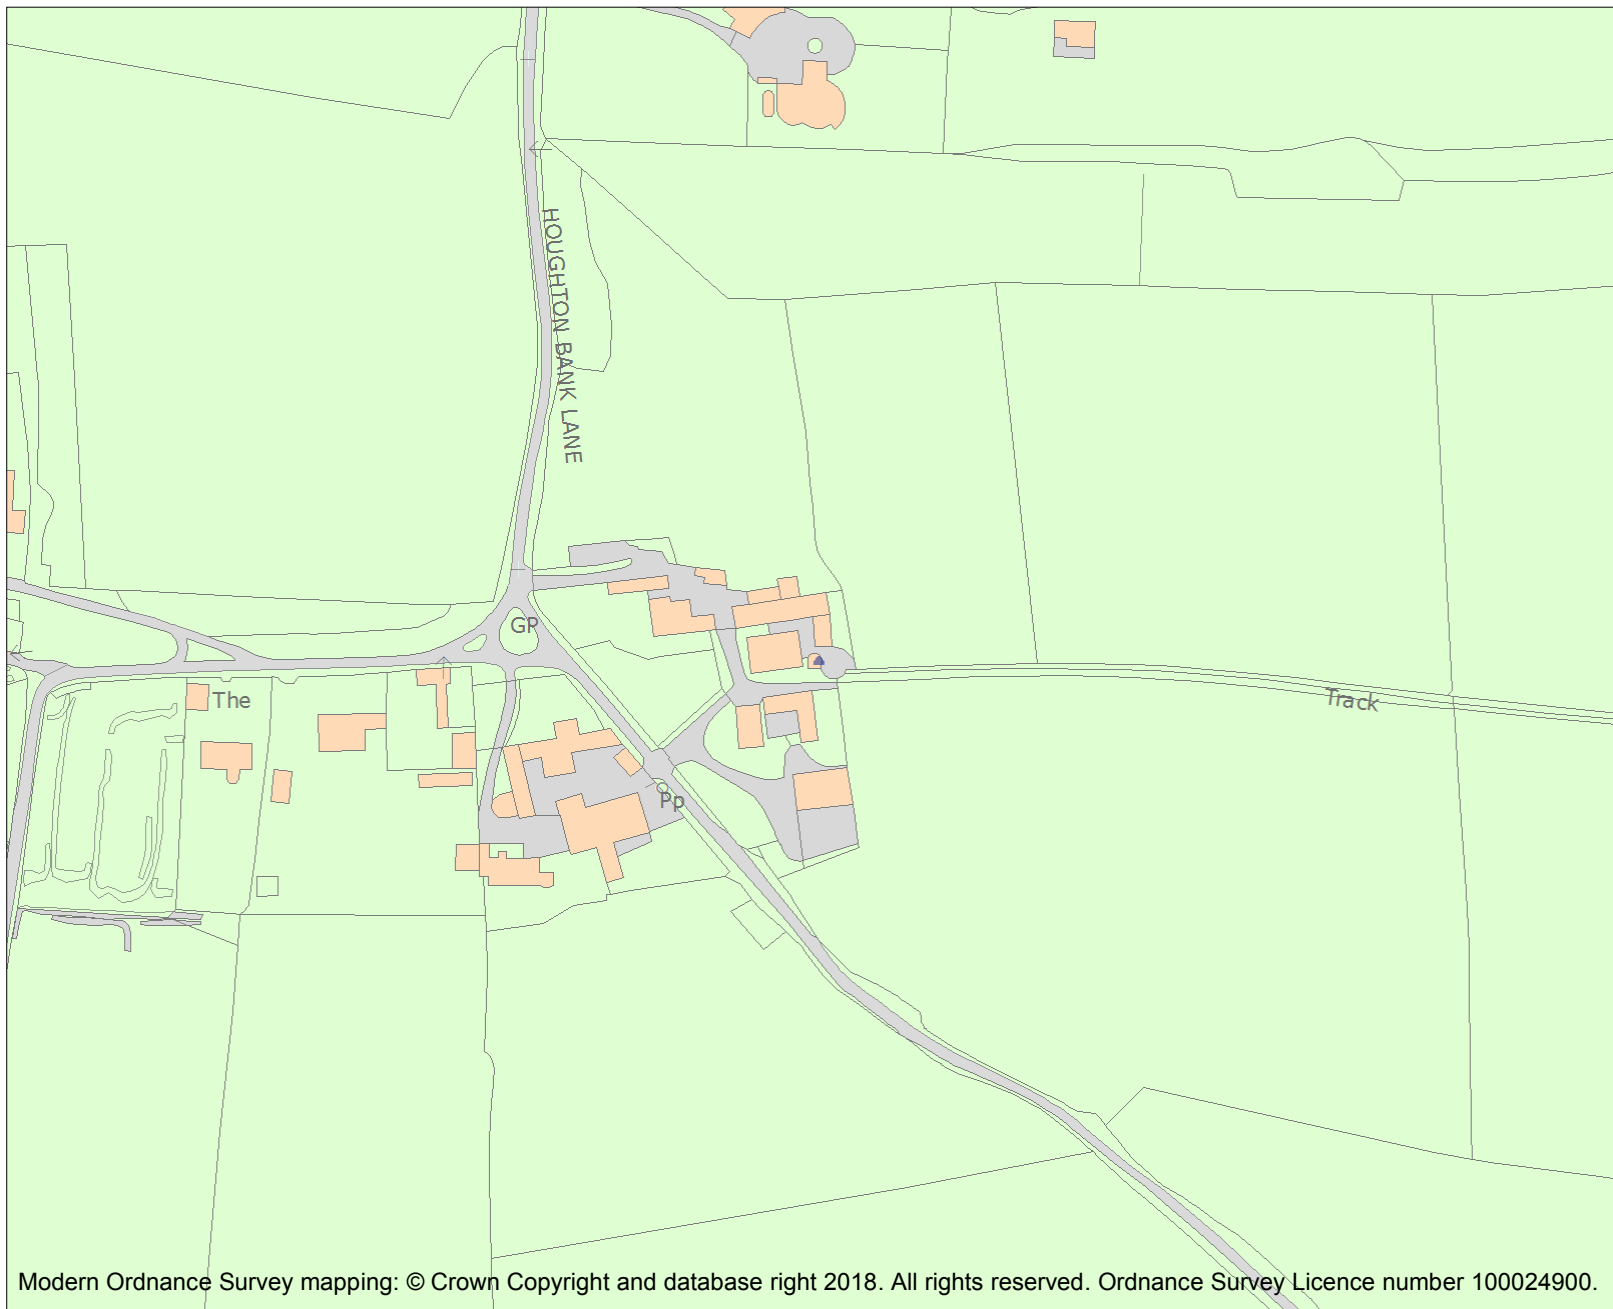 HOUGHTON BANK LANE
GP
The
Track
Pp
Modern Ordnance Survey mapping: © Crown Copyright and database right 2018. All rights reserved. Ordnance Survey Licence number 100024900.